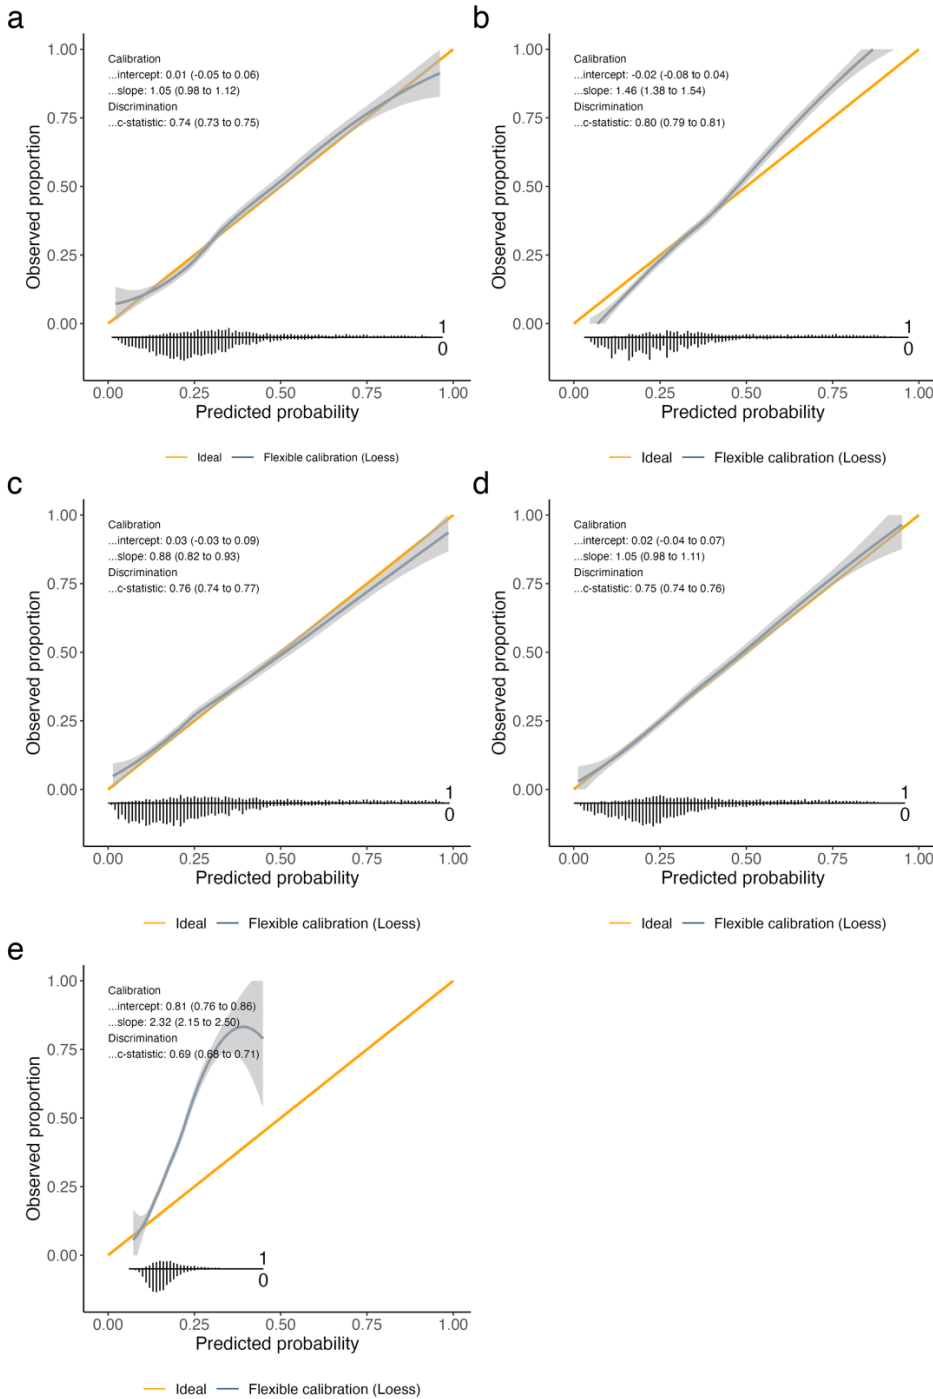 a
Calibration
...intercept: 0.01 (-0.05 to 0.06)
...slope: 1.05 (0.98 to 1.12)
Discrimination
...c-statistic: 0.74 (0.73 to 0.75)
1.00
0.75
0.50
0.25
0.00
Observed proportion
1
0
0.00 0.25 0.50 0.75 1.00
Predicted probability
Ideal Flexible calibration (Loess)
b
Calibration
...intercept: -0.02 (-0.08 to 0.04)
...slope: 1.46 (1.38 to 1.54)
Discrimination
...c-statistic: 0.80 (0.79 to 0.81)
1.00
0.75
0.50
0.25
0.00
Observed proportion
1
0
0.00 0.25 0.50 0.75 1.00
Predicted probability
Ideal Flexible calibration (Loess)
c
Calibration
...intercept: 0.03 (-0.03 to 0.09)
...slope: 0.88 (0.82 to 0.93)
Discrimination
...c-statistic: 0.76 (0.74 to 0.77)
1.00
0.75
0.50
0.25
0.00
Observed proportion
1
0
0.00 0.25 0.50 0.75 1.00
Predicted probability
Ideal Flexible calibration (Loess)
d
Calibration
...intercept: 0.02 (-0.04 to 0.07)
...slope: 1.05 (0.98 to 1.11)
Discrimination
...c-statistic: 0.75 (0.74 to 0.76)
1.00
0.75
0.50
0.25
0.00
Observed proportion
1
0
0.00 0.25 0.50 0.75 1.00
Predicted probability
Ideal Flexible calibration (Loess)
e
Calibration
...intercept: 0.81 (0.76 to 0.86)
...slope: 2.32 (2.15 to 2.50)
Discrimination
...c-statistic: 0.69 (0.68 to 0.71)
1.00
0.75
0.50
0.25
0.00
Observed proportion
1
0
0.00 0.25 0.50 0.75 1.00
Predicted probability
Ideal Flexible calibration (Loess)